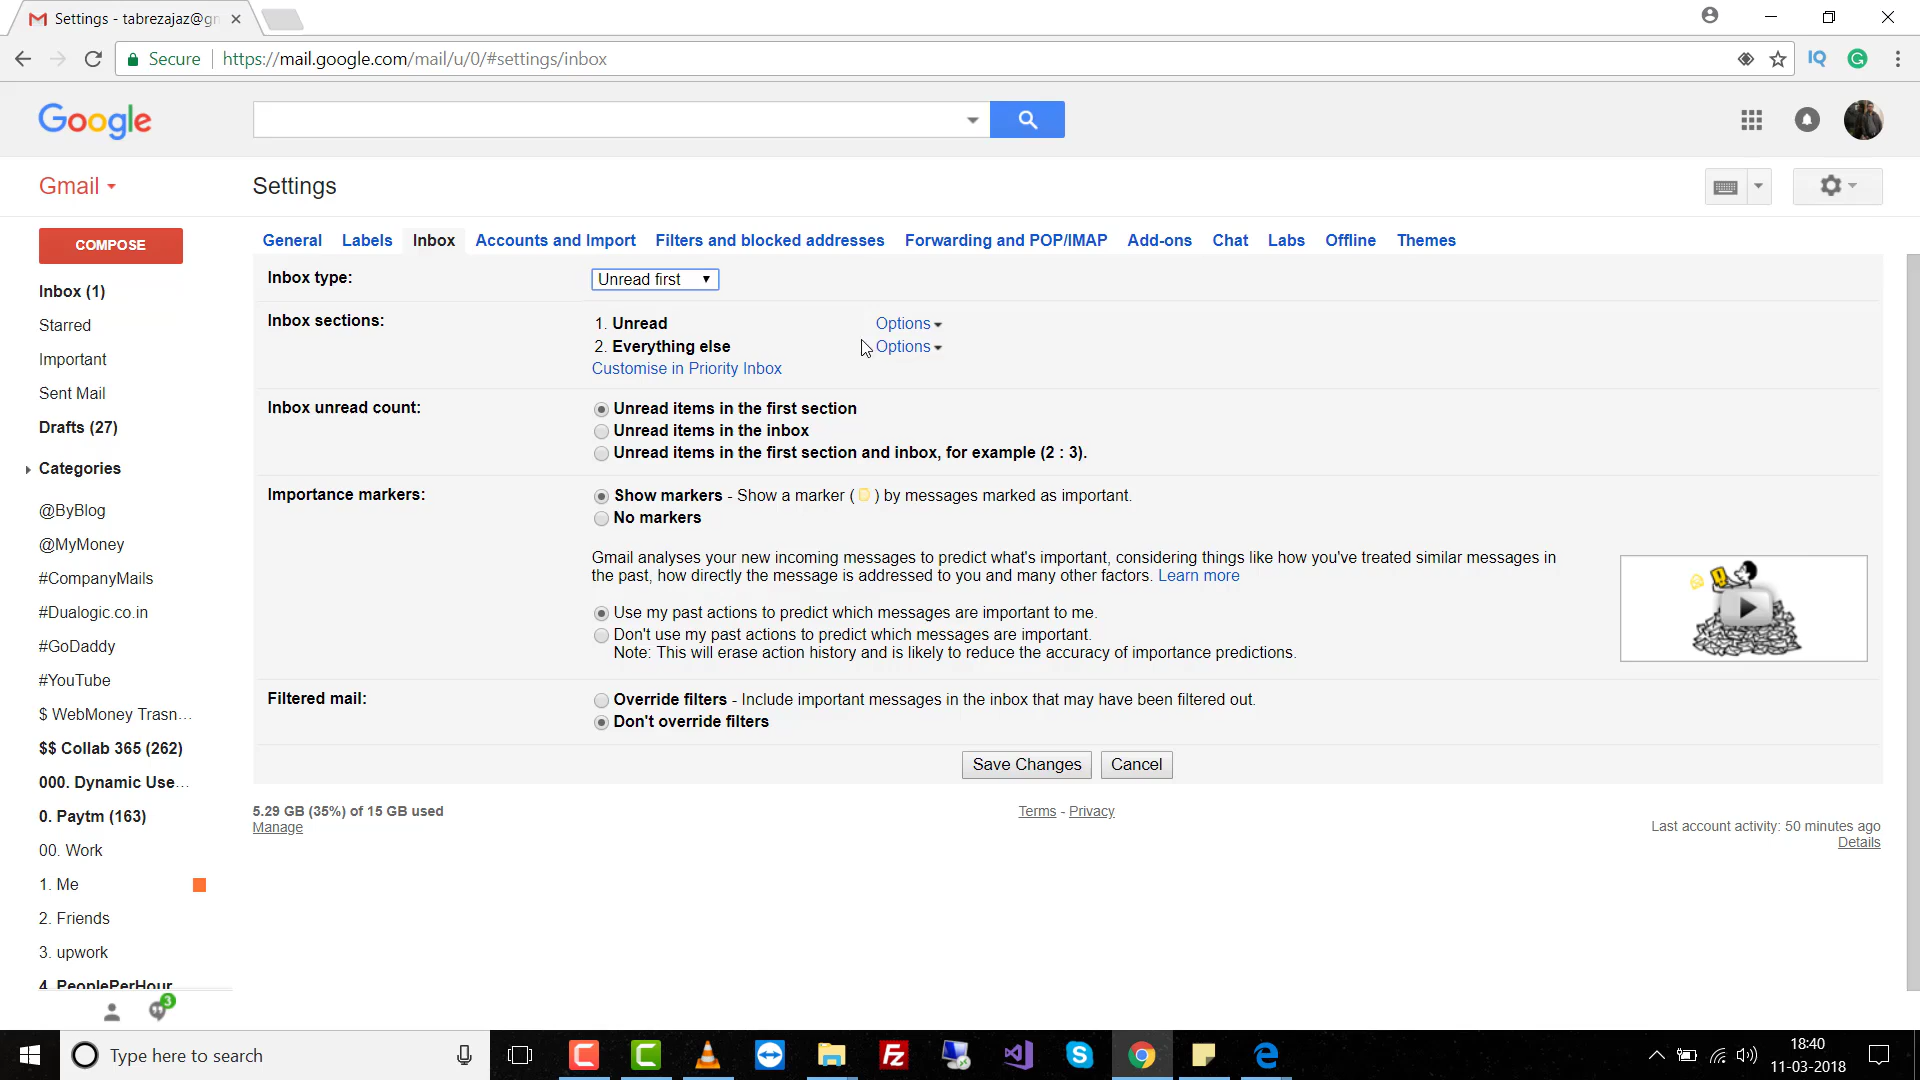 Settings - tabrezajaz@gm
Secure
https://mail.google.com/mail/u/0/#settings/inbox
IQ
Google
Gmail
Settings
COMPOSE
General
Labels
Inbox
Accounts and Import
Filters and blocked addresses
Forwarding and POP/IMAP
Add-ons
Chat
Labs
Offline
Themes
Inbox (1)
Starred
Important
Sent Mail
Drafts (27)
Categories
@ByBlog
@MyMoney
#CompanyMails
#Dualogic.co.in
#GoDaddy
#YouTube
$ WebMoney Trasn…
$$ Collab 365 (262)
000. Dynamic Use…
0. Paytm (163)
00. Work
1. Me
2. Friends
3. upwork
4. PeoplePerHour
3
Inbox type:
Unread first
Inbox sections:
1. Unread
Options
2. Everything else
Options
Customise in Priority Inbox
Inbox unread count:
Unread items in the first section
Unread items in the inbox
Unread items in the first section and inbox, for example (2 : 3).
Importance markers:
Show markers - Show a marker ( ) by messages marked as important.
No markers
Gmail analyses your new incoming messages to predict what's important, considering things like how you've treated similar messages in
the past, how directly the message is addressed to you and many other factors. Learn more
Use my past actions to predict which messages are important to me.
Don't use my past actions to predict which messages are important.
Note: This will erase action history and is likely to reduce the accuracy of importance predictions.
Filtered mail:
Override filters - Include important messages in the inbox that may have been filtered out.
Don't override filters
Save Changes
Cancel
5.29 GB (35%) of 15 GB used
Manage
Terms - Privacy
Last account activity: 50 minutes ago
Details
Type here to search
18:40
11-03-2018